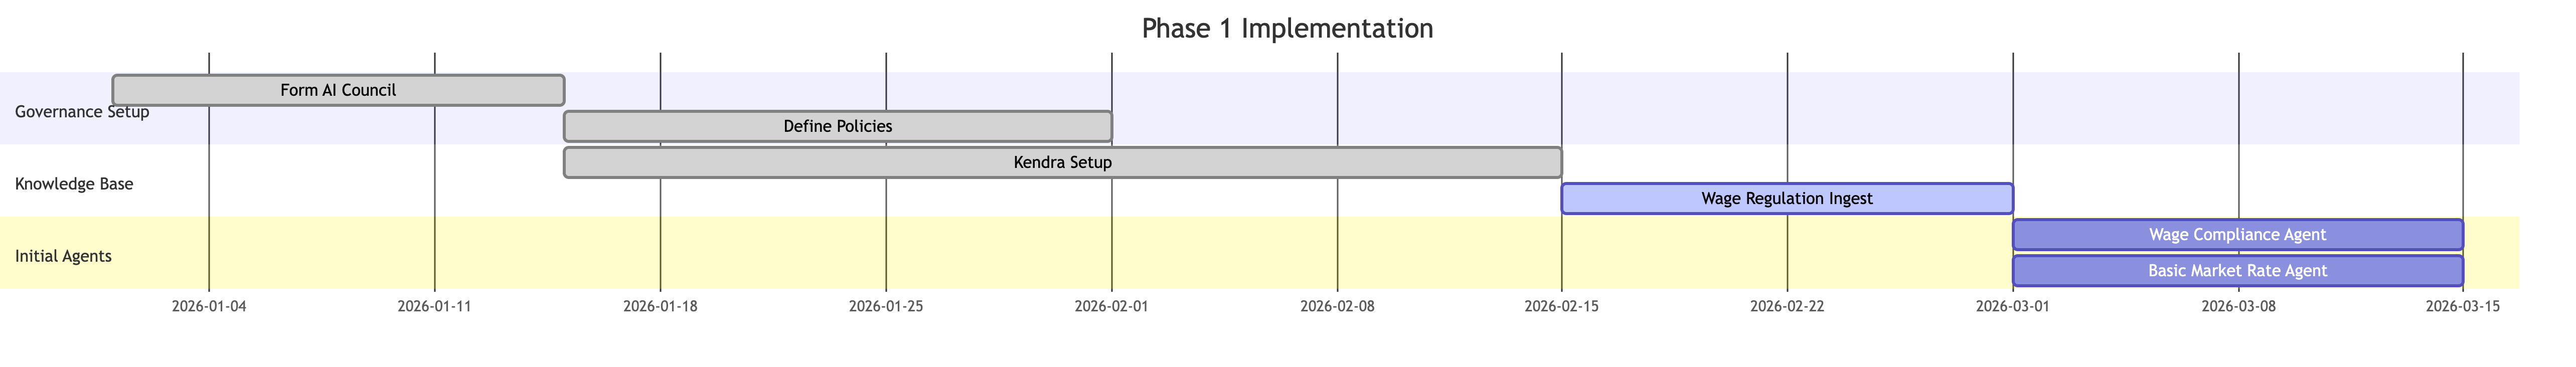 Phase 1 Implementation
Form AI Council
Governance Setup
Define Policies
Kendra Setup
Knowledge Base
Wage Regulation Ingest
Wage Compliance Agent
Initial Agents
Basic Market Rate Agent
2026-01-04
2026-01-11
2026-01-18
2026-01-25
2026-02-01
2026-02-08
2026-02-15
2026-02-22
2026-03-01
2026-03-08
2026-03-15